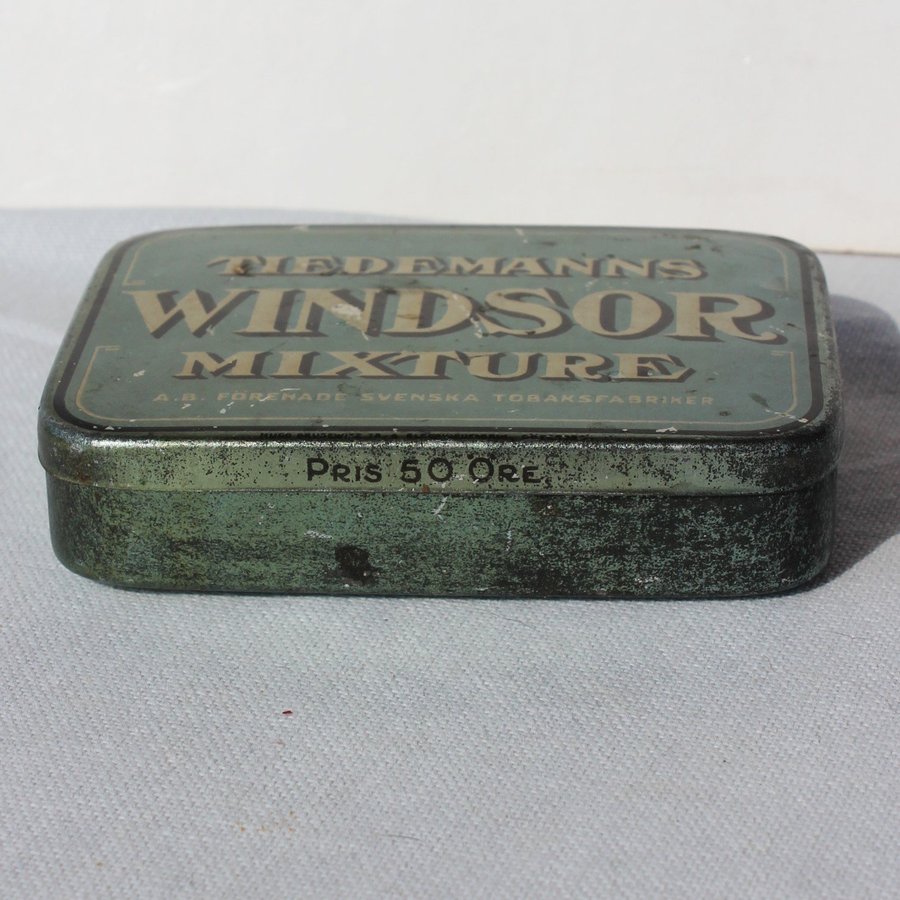 TIEDEMANNS
WINDSOR
MIXTURE
A.B. FÖRENADE SVENSKA TOBAKSFABRIKER
PRIS 50 ÖRE